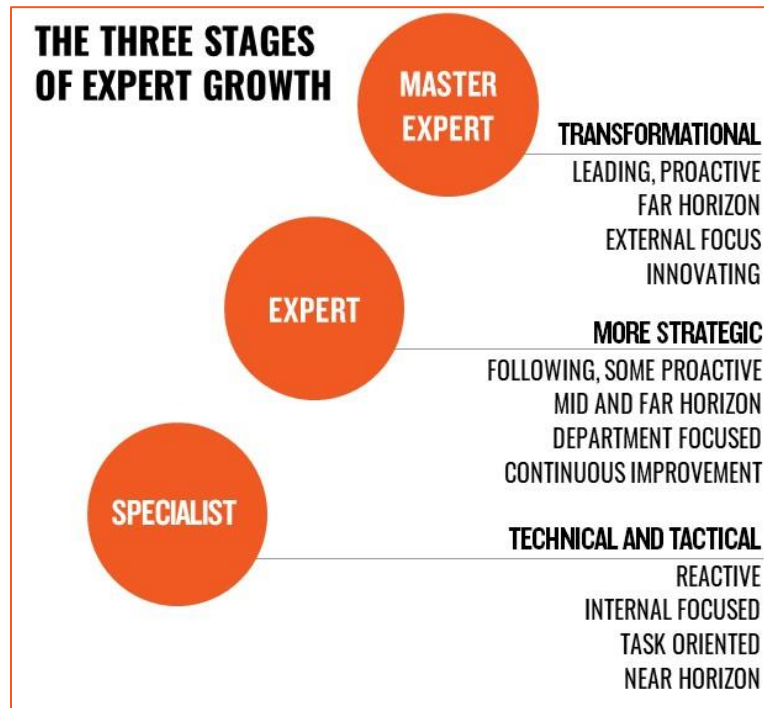 THE THREE STAGES
OF EXPERT GROWTH
MASTER
EXPERT
TRANSFORMATIONAL
LEADING, PROACTIVE
FAR HORIZON
EXTERNAL FOCUS
INNOVATING
EXPERT
MORE STRATEGIC
FOLLOWING, SOME PROACTIVE
MID AND FAR HORIZON
DEPARTMENT FOCUSED
CONTINUOUS IMPROVEMENT
SPECIALIST
TECHNICAL AND TACTICAL
REACTIVE
INTERNAL FOCUSED
TASK ORIENTED
NEAR HORIZON